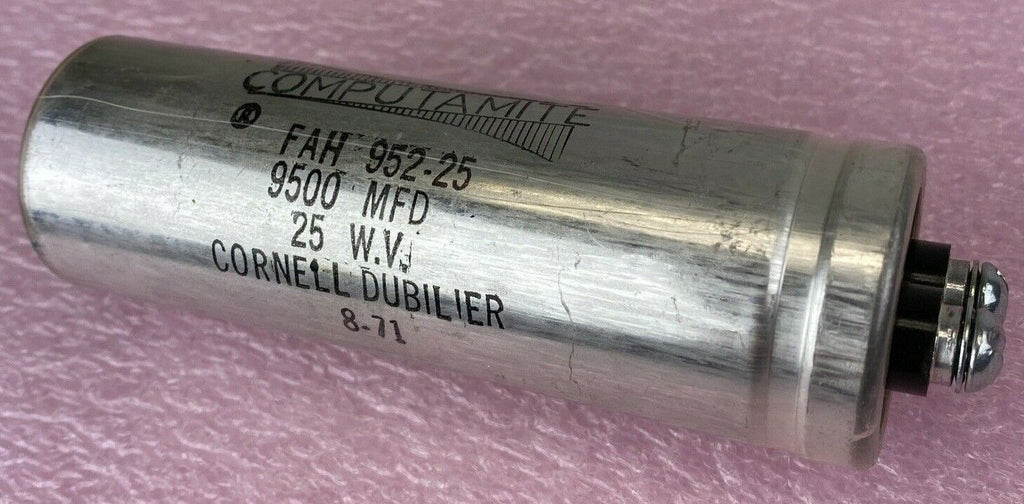 COMPUTAMITE
®
FAH 952-25
9500 MFD
25 W.V.
CORNELL DUBILIER
8-71